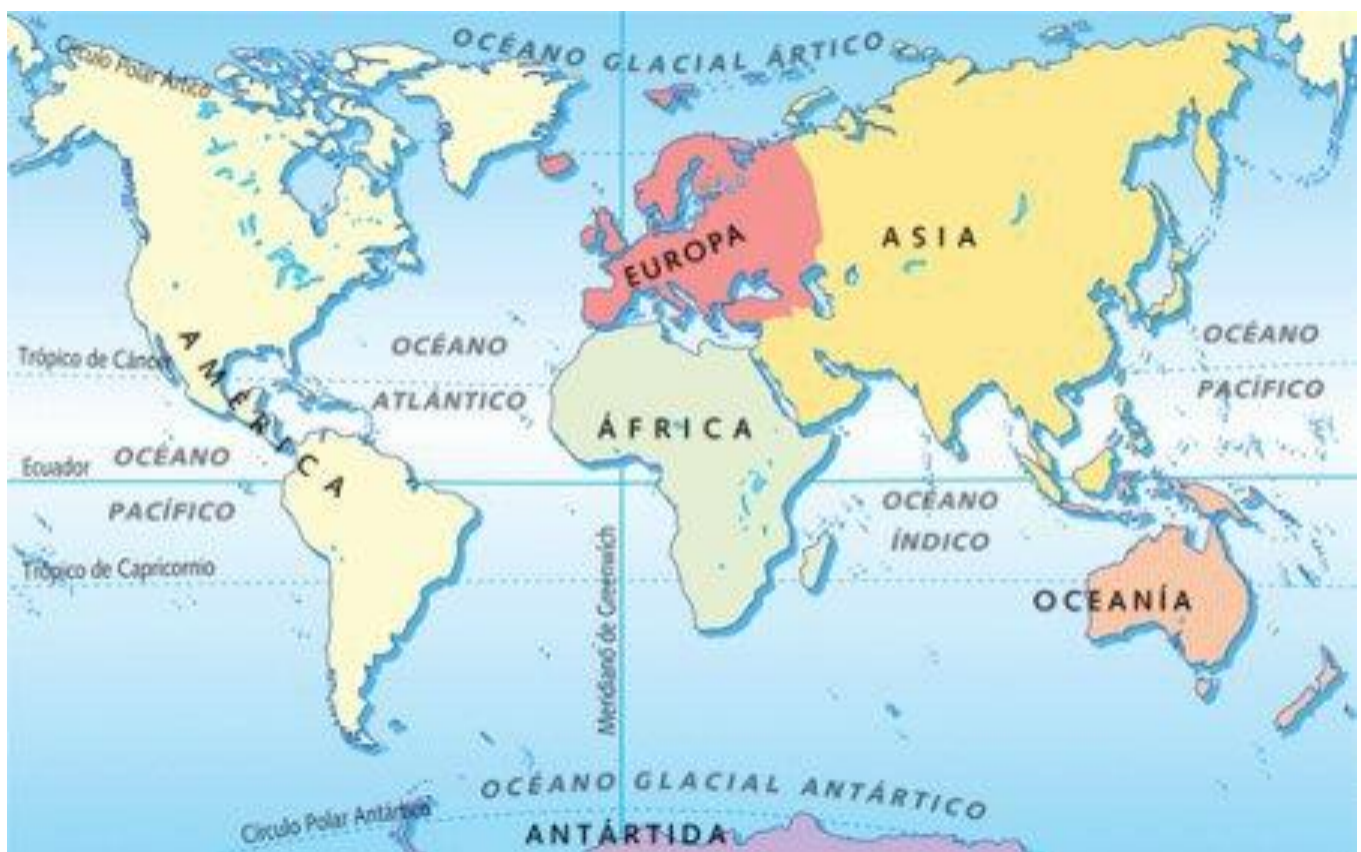 OCÉANO GLACIAL ÁRTICO
Círculo Polar Ártico
EUROPA
ASIA
AMÉRICA
OCÉANO
ATLÁNTICO
OCÉANO
PACÍFICO
Trópico de Cáncer
ÁFRICA
Ecuador
OCÉANO
PACÍFICO
OCÉANO
ÍNDICO
Trópico de Capricornio
OCEANÍA
Meridiano de Greenwich
OCÉANO GLACIAL ANTÁRTICO
Círculo Polar Antártico
ANTÁRTIDA